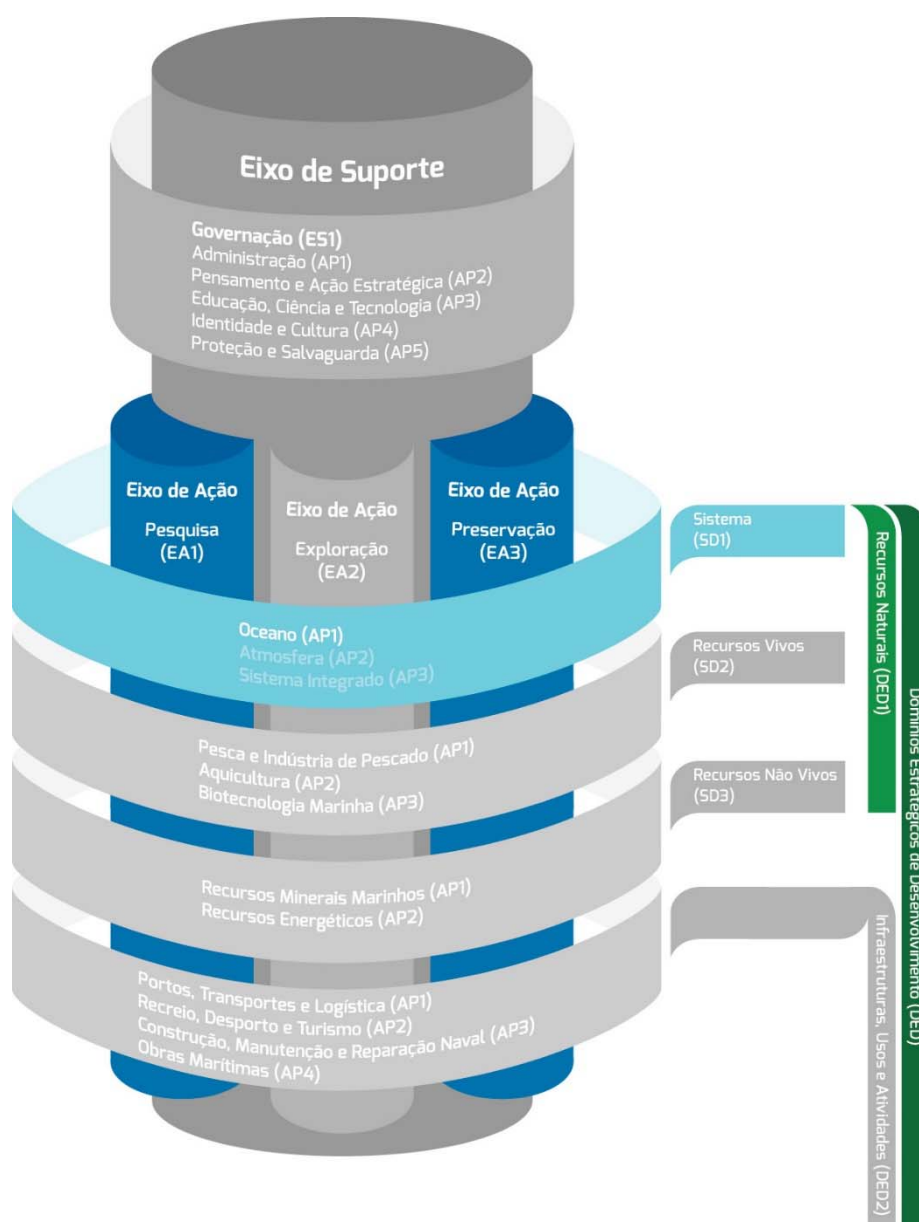 Eixo de Suporte
Governação (ES1)
Administração (AP1)
Pensamento e Ação Estratégica (AP2)
Educação, Ciência e Tecnologia (AP3)
Identidade e Cultura (AP4)
Proteção e Salvaguarda (AP5)
Eixo de Ação
Pesquisa
(EA1)
Eixo de Ação
Exploração
(EA2)
Eixo de Ação
Preservação
(EA3)
Oceano (AP1)
Atmosfera (AP2)
Sistema Integrado (AP3)
Pesca e Indústria de Pescado (AP1)
Aquicultura (AP2)
Biotecnologia Marinha (AP3)
Recursos Minerais Marinhos (AP1)
Recursos Energéticos (AP2)
Portos, Transportes e Logística (AP1)
Recreio, Desporto e Turismo (AP2)
Construção, Manutenção e Reparação Naval (AP3)
Obras Marítimas (AP4)
Sistema
(SD1)
Recursos Vivos
(SD2)
Recursos Não Vivos
(SD3)
Recursos Naturais (DED1)
Infraestruturas, Usos e Atividades (DED2)
Domínios Estratégicos de Desenvolvimento (DED)